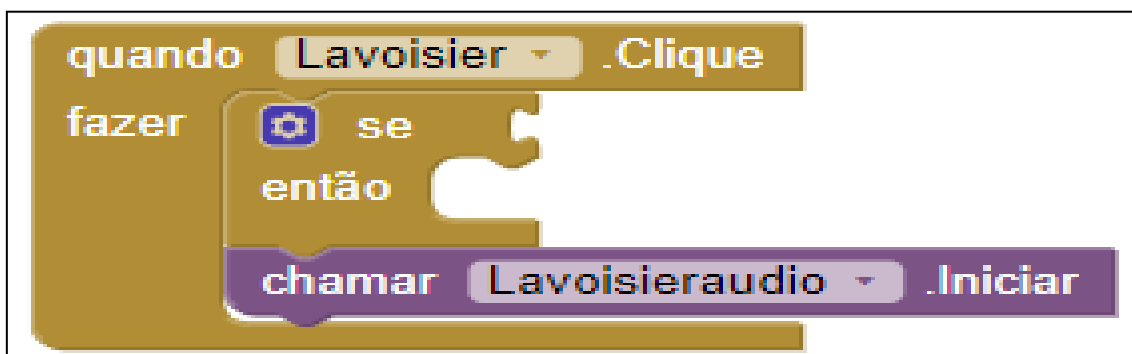 quando Lavoisier .Clique
fazer se
então
chamar Lavoisieraudio .Iniciar